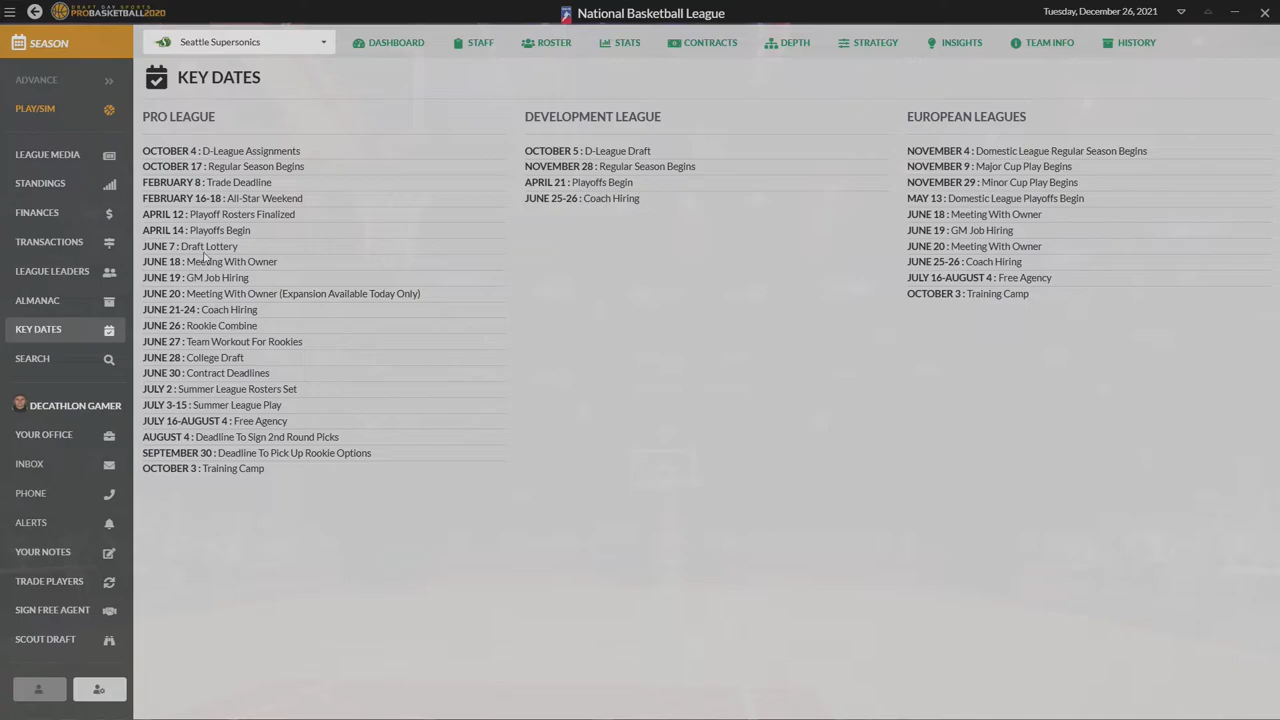 DRAFT DAY SPORTS
PROBASKETBALL2020
National Basketball League
Tuesday, December 26, 2021
SEASON
Seattle Supersonics
DASHBOARD
STAFF
ROSTER
STATS
CONTRACTS
DEPTH
STRATEGY
INSIGHTS
TEAM INFO
HISTORY
ADVANCE
PLAY/SIM
LEAGUE MEDIA
STANDINGS
FINANCES
TRANSACTIONS
LEAGUE LEADERS
ALMANAC
KEY DATES
SEARCH
DECATHLON GAMER
YOUR OFFICE
INBOX
PHONE
ALERTS
YOUR NOTES
TRADE PLAYERS
SIGN FREE AGENT
SCOUT DRAFT
KEY DATES
PRO LEAGUE
OCTOBER 4 : D-League Assignments
OCTOBER 17 : Regular Season Begins
FEBRUARY 8 : Trade Deadline
FEBRUARY 16-18 : All-Star Weekend
APRIL 12 : Playoff Rosters Finalized
APRIL 14 : Playoffs Begin
JUNE 7 : Draft Lottery
JUNE 18 : Meeting With Owner
JUNE 19 : GM Job Hiring
JUNE 20 : Meeting With Owner (Expansion Available Today Only)
JUNE 21-24 : Coach Hiring
JUNE 26 : Rookie Combine
JUNE 27 : Team Workout For Rookies
JUNE 28 : College Draft
JUNE 30 : Contract Deadlines
JULY 2 : Summer League Rosters Set
JULY 3-15 : Summer League Play
JULY 16-AUGUST 4 : Free Agency
AUGUST 4 : Deadline To Sign 2nd Round Picks
SEPTEMBER 30 : Deadline To Pick Up Rookie Options
OCTOBER 3 : Training Camp
DEVELOPMENT LEAGUE
OCTOBER 5 : D-League Draft
NOVEMBER 28 : Regular Season Begins
APRIL 21 : Playoffs Begin
JUNE 25-26 : Coach Hiring
EUROPEAN LEAGUES
NOVEMBER 4 : Domestic League Regular Season Begins
NOVEMBER 9 : Major Cup Play Begins
NOVEMBER 29 : Minor Cup Play Begins
MAY 13 : Domestic League Playoffs Begin
JUNE 18 : Meeting With Owner
JUNE 19 : GM Job Hiring
JUNE 20 : Meeting With Owner
JUNE 25-26 : Coach Hiring
JULY 16-AUGUST 4 : Free Agency
OCTOBER 3 : Training Camp